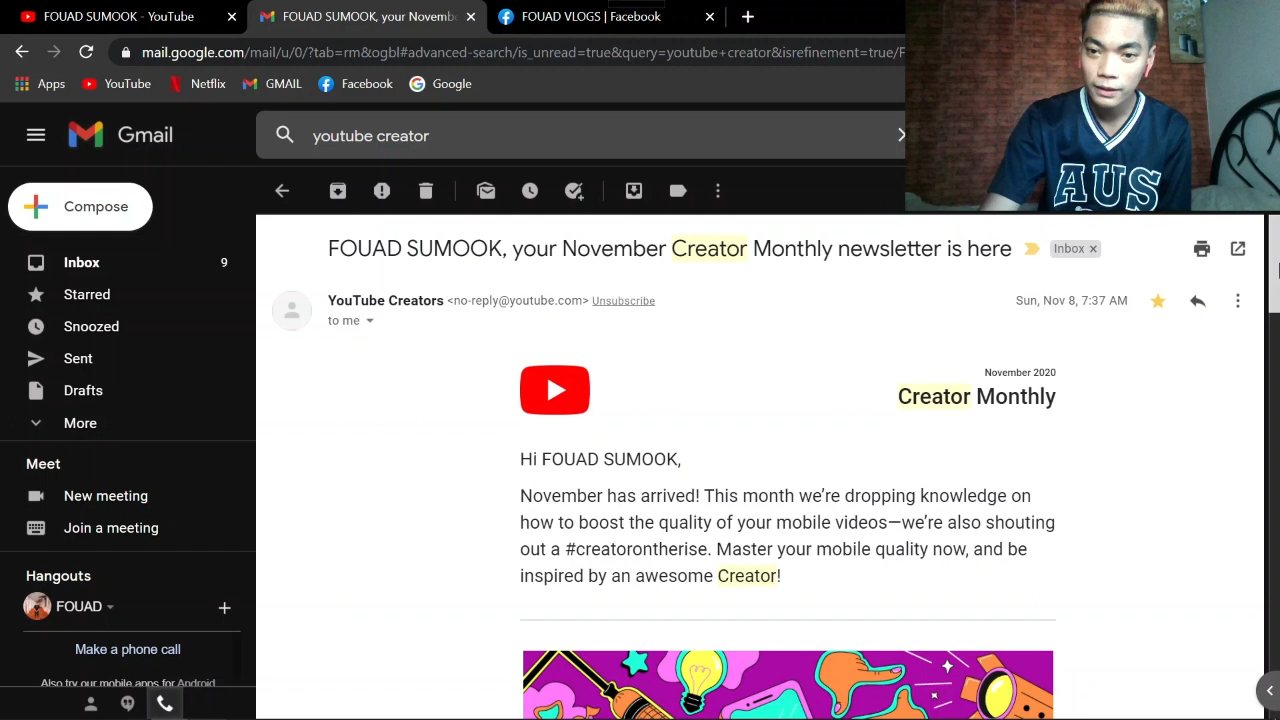 FOUAD SUMOOK - YouTube
FOUAD SUMOOK, your Novemb
FOUAD VLOGS | Facebook
mail.google.com/mail/u/0/?tab=rm&ogbl#advanced-search/is_unread=true&query=youtube+creator&isrefinement=true/F
Apps YouTube Netflix GMAIL Facebook Google
Gmail
youtube creator
Compose
Inbox 9
Starred
Snoozed
Sent
Drafts
More
Meet
New meeting
Join a meeting
Hangouts
FOUAD
Make a phone call
Also try our mobile apps for Android
AUS
FOUAD SUMOOK, your November Creator Monthly newsletter is here Inbox
YouTube Creators <no-reply@youtube.com> Unsubscribe
Sun, Nov 8, 7:37 AM
to me
November 2020
Creator Monthly
Hi FOUAD SUMOOK,
November has arrived! This month we’re dropping knowledge on
how to boost the quality of your mobile videos—we’re also shouting
out a #creatorontherise. Master your mobile quality now, and be
inspired by an awesome Creator!